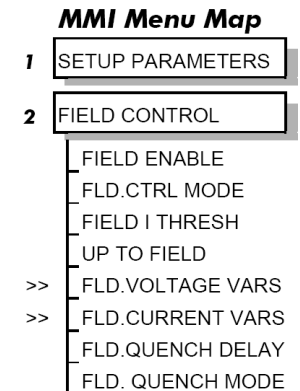 MMI Menu Map
1 SETUP PARAMETERS
2 FIELD CONTROL
FIELD ENABLE
FLD.CTRL MODE
FIELD I THRESH
UP TO FIELD
>> FLD.VOLTAGE VARS
>> FLD.CURRENT VARS
FLD.QUENCH DELAY
FLD. QUENCH MODE